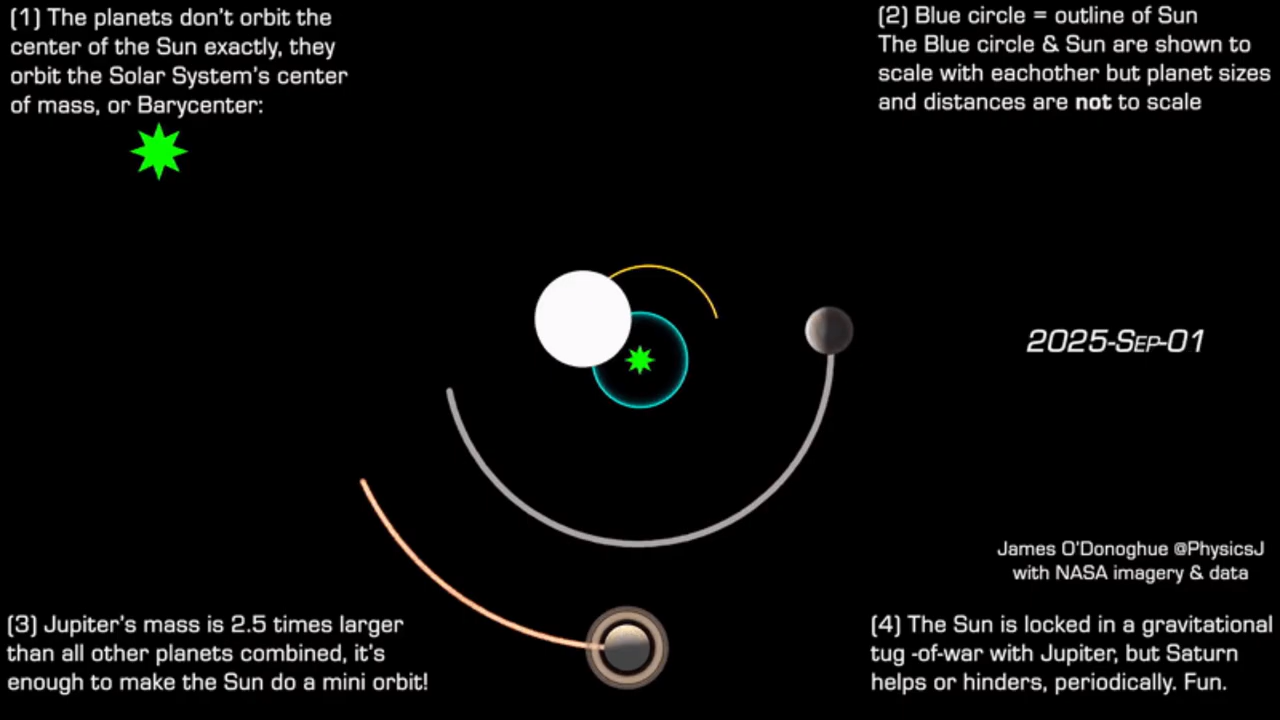 (1) The planets don't orbit the
center of the Sun exactly, they
orbit the Solar System's center
of mass, or Barycenter:
(2) Blue circle = outline of Sun
The Blue circle & Sun are shown to
scale with eachother but planet sizes
and distances are not to scale
2025-Sep-01
James O'Donoghue @PhysicsJ
with NASA imagery & data
(3) Jupiter's mass is 2.5 times larger
than all other planets combined, it's
enough to make the Sun do a mini orbit!
(4) The Sun is locked in a gravitational
tug -of-war with Jupiter, but Saturn
helps or hinders, periodically. Fun.